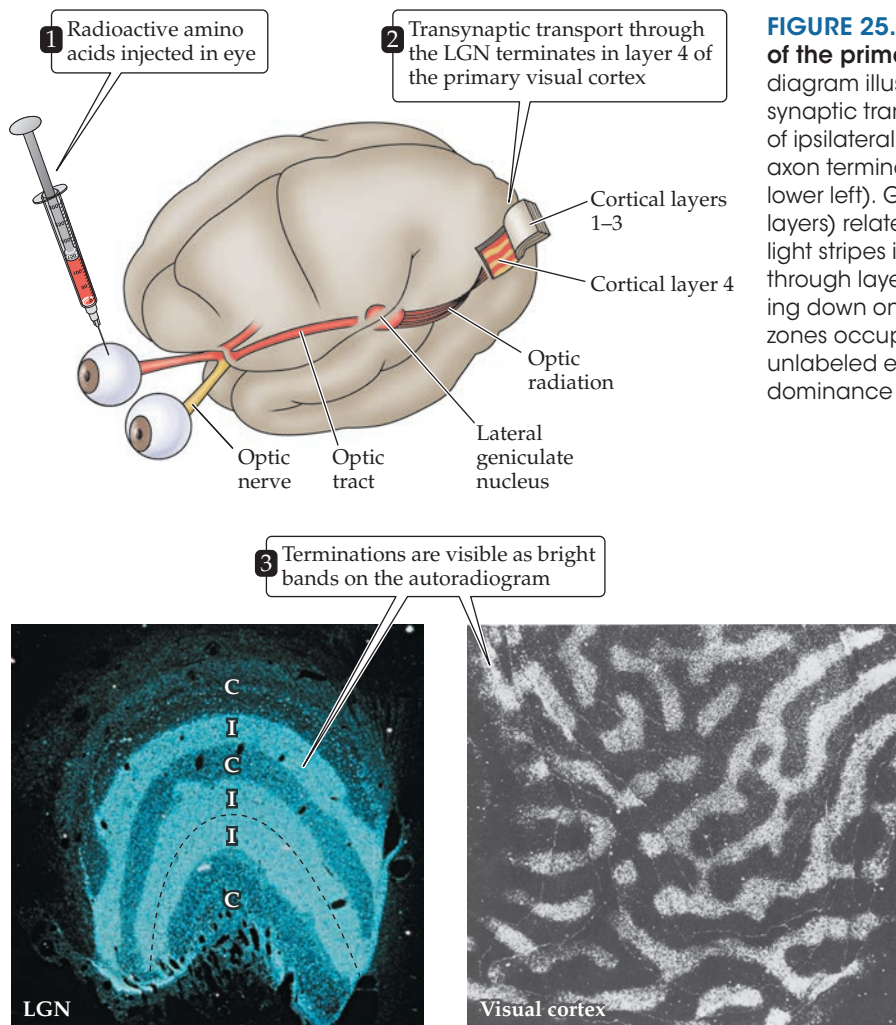 1 Radioactive amino
acids injected in eye
2 Transynaptic transport through
the LGN terminates in layer 4 of
the primary visual cortex
FIGURE 25.
of the prima
diagram illus
synaptic tran
of ipsilateral
axon termina
lower left). G
layers) relate
light stripes i
through laye
ing down on
zones occup
unlabeled e
dominance
Cortical layers
1–3
Cortical layer 4
Optic
radiation
Lateral
geniculate
nucleus
Optic
nerve
Optic
tract
3 Terminations are visible as bright
bands on the autoradiogram
C
I
C
I
I
C
LGN
Visual cortex